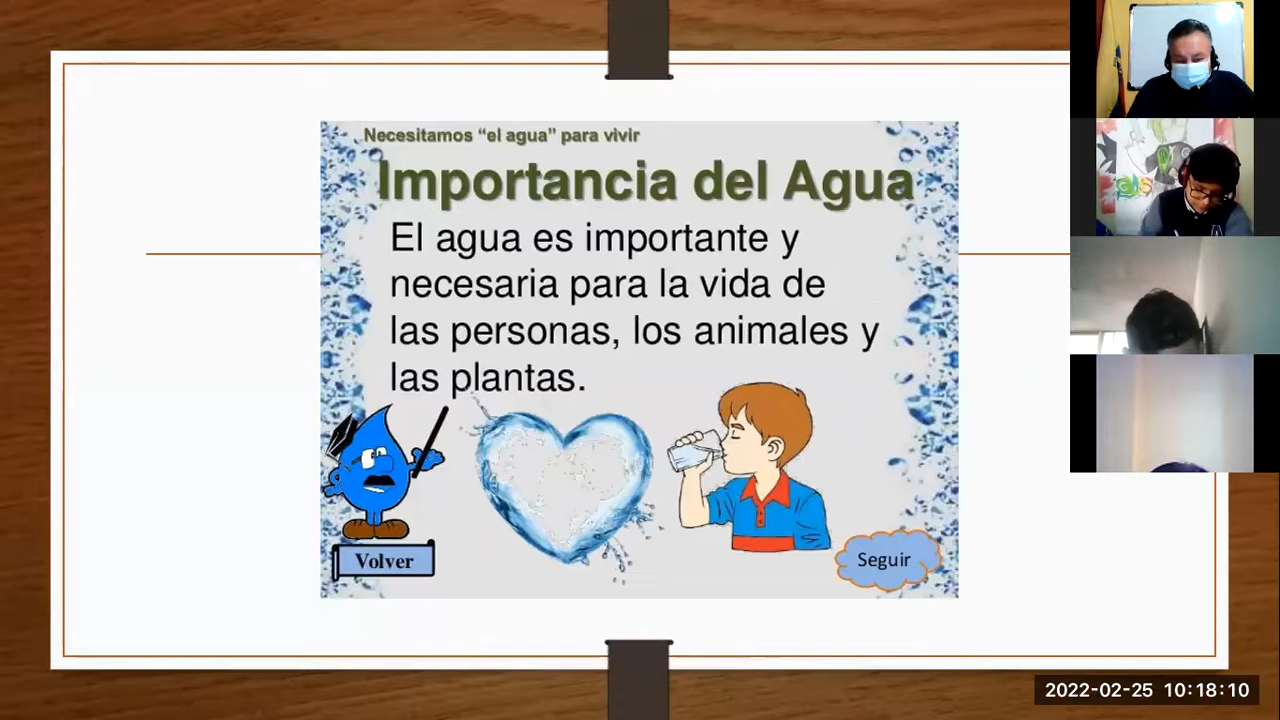 Necesitamos “el agua” para vivir
Importancia del Agua
El agua es importante y
necesaria para la vida de
las personas, los animales y
las plantas.
Volver
Seguir
2022-02-25 10:18:10